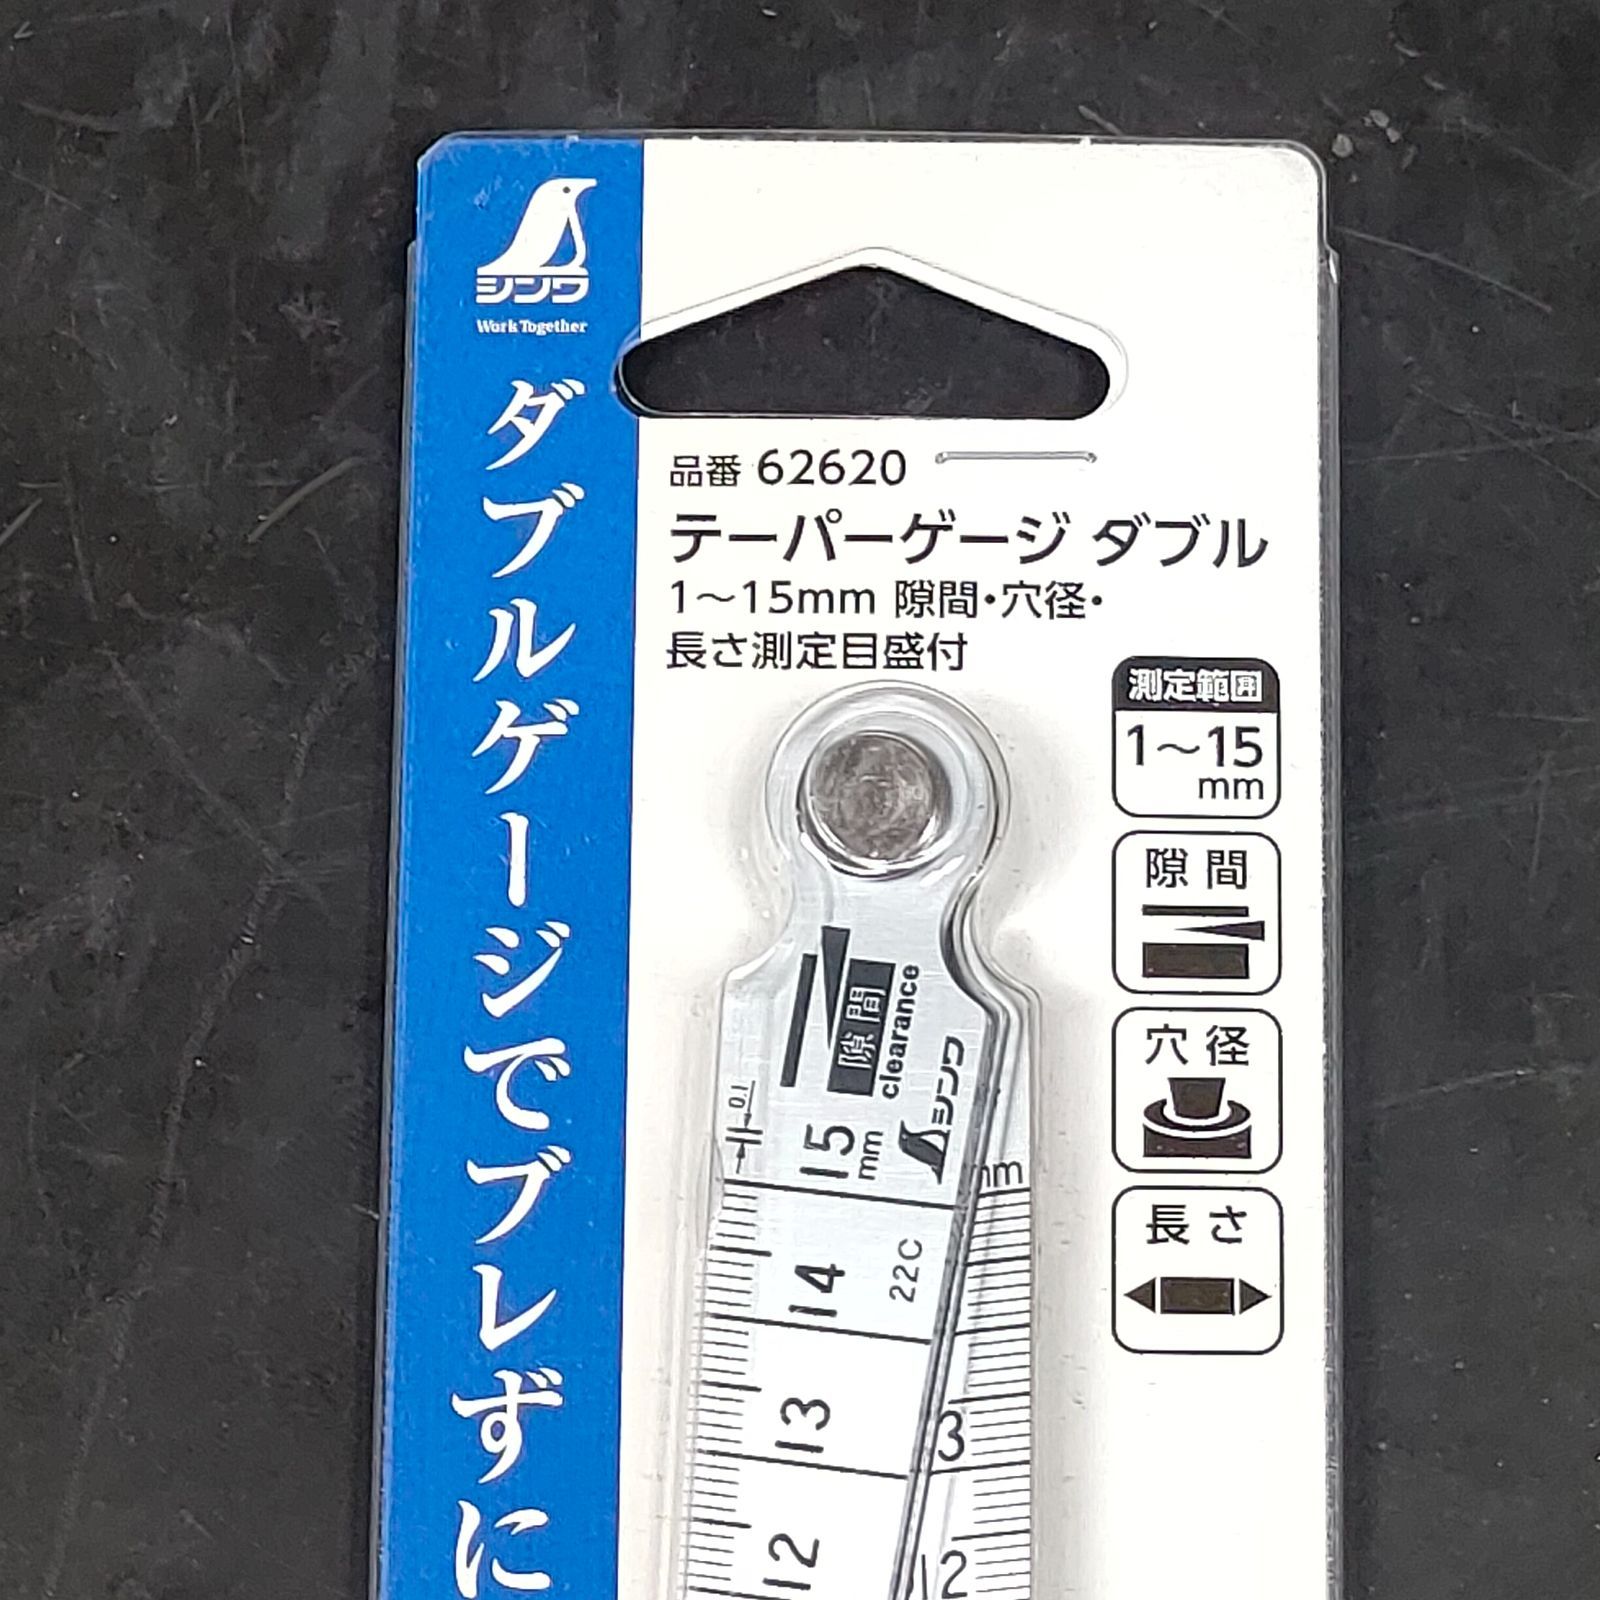 シンワ
Work Together
ダブルゲージでブレずに
品番 62620
テーパーゲージ ダブル
1～15mm 隙間・穴径・
長さ測定目盛付
測定範囲
1～15
mm
隙間
穴径
長さ
隙間
clearance
シンワ
0.1
15
mm
mm
14
22C
13
3
12
12